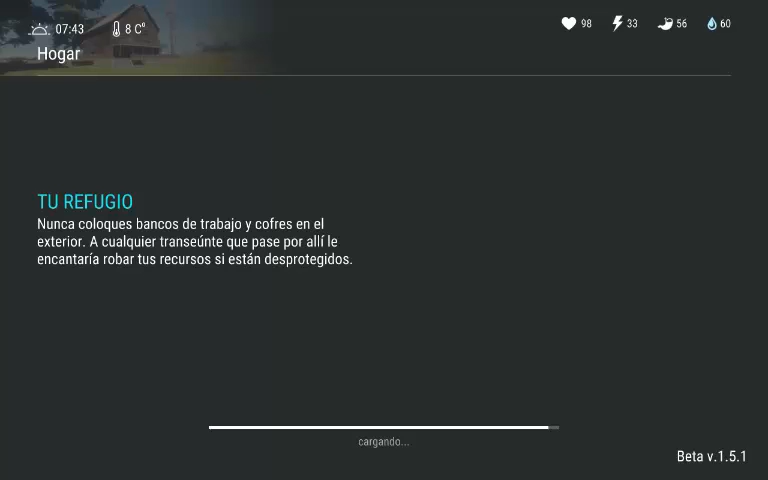 07:43 8 Cº 98 33 56 60
Hogar
TU REFUGIO
Nunca coloques bancos de trabajo y cofres en el
exterior. A cualquier transeúnte que pase por allí le
encantaría robar tus recursos si están desprotegidos.
cargando...
Beta v.1.5.1